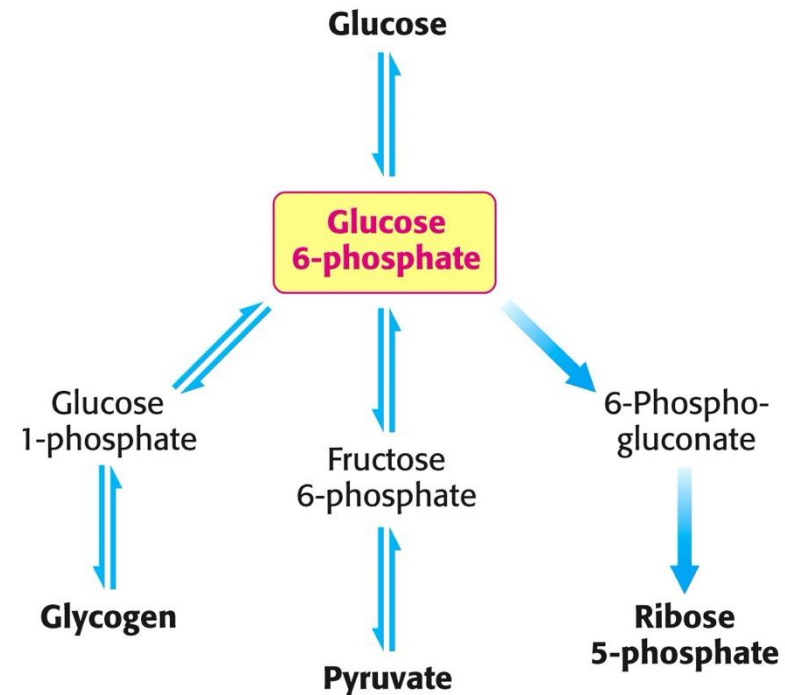 Glucose
Glucose
6-phosphate
Glucose
1-phosphate
Fructose
6-phosphate
6-Phospho-
gluconate
Glycogen
Pyruvate
Ribose
5-phosphate